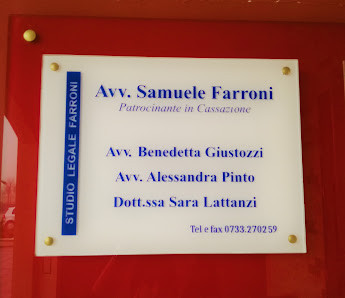 STUDIO LEGALE FARRONI
Avv. Samuele Farroni
Patrocinante in Cassazione
Avv. Benedetta Giustozzi
Avv. Alessandra Pinto
Dott.ssa Sara Lattanzi
Tel e fax 0733.270259